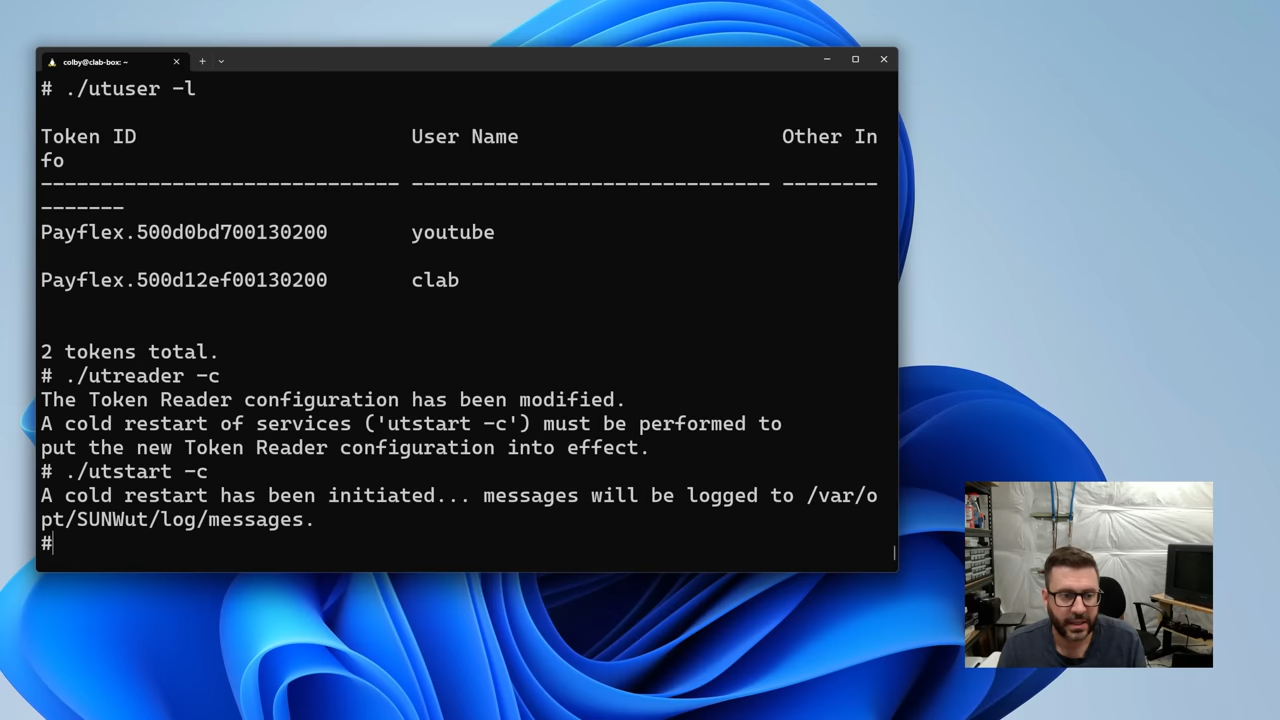 colby@clab-box: ~
# ./utuser -l
Token ID User Name Other In
fo
------------------------------ ------------------------------ --------
-------
Payflex.500d0bd700130200 youtube
Payflex.500d12ef00130200 clab
2 tokens total.
# ./utreader -c
The Token Reader configuration has been modified.
A cold restart of services ('utstart -c') must be performed to
put the new Token Reader configuration into effect.
# ./utstart -c
A cold restart has been initiated... messages will be logged to /var/o
pt/SUNWut/log/messages.
#